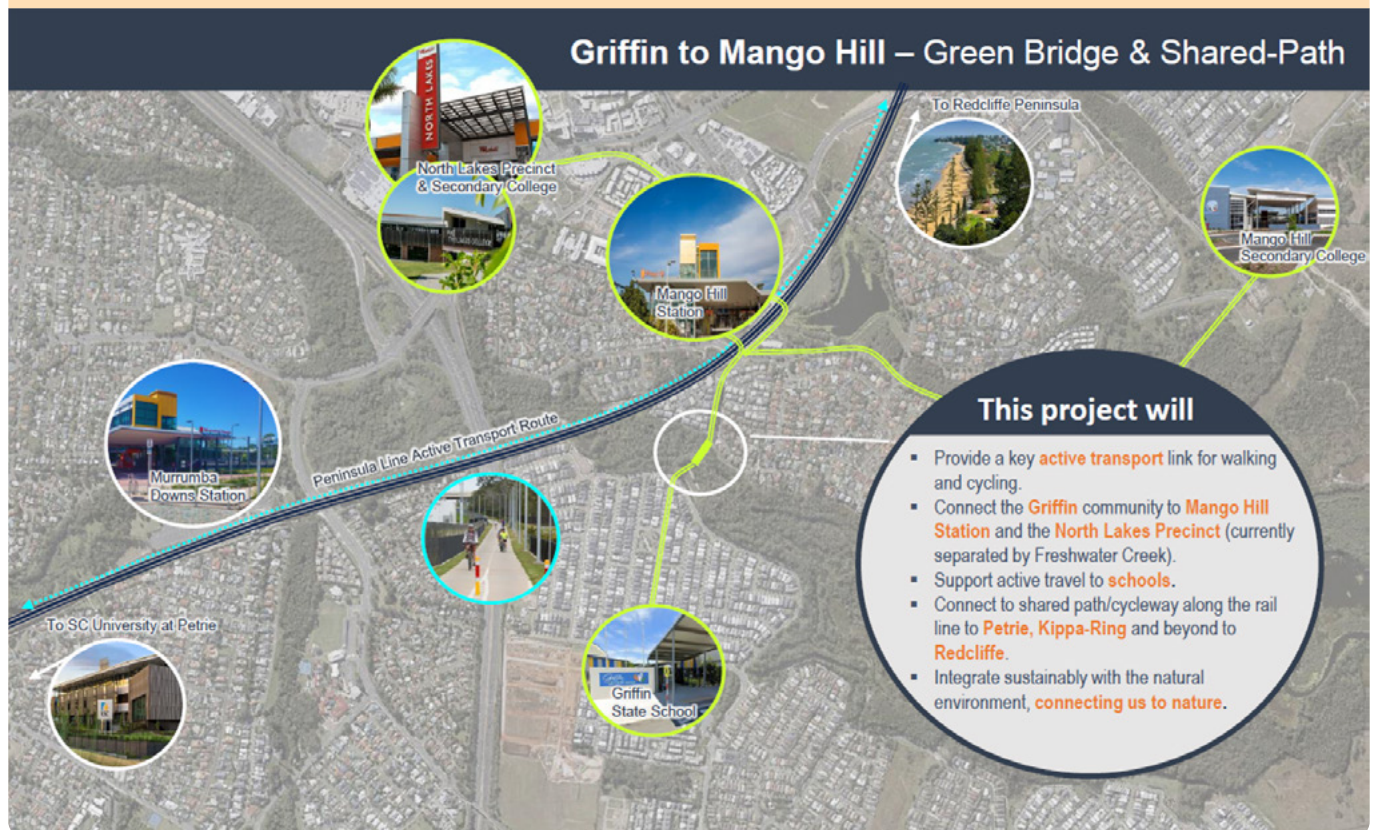 Griffin to Mango Hill – Green Bridge & Shared-Path
NORTH LAKES
North Lakes Precinct
& Secondary College
To Redcliffe Peninsula
Mango Hill
Secondary College
Mango Hill
Station
Murrumba
Downs Station
Peninsula Line Active Transport Route
To SC University at Petrie
Griffin
State School
This project will
▪ Provide a key active transport link for walking
and cycling.
▪ Connect the Griffin community to Mango Hill
Station and the North Lakes Precinct (currently
separated by Freshwater Creek).
▪ Support active travel to schools.
▪ Connect to shared path/cycleway along the rail
line to Petrie, Kippa-Ring and beyond to
Redcliffe.
▪ Integrate sustainably with the natural
environment, connecting us to nature.